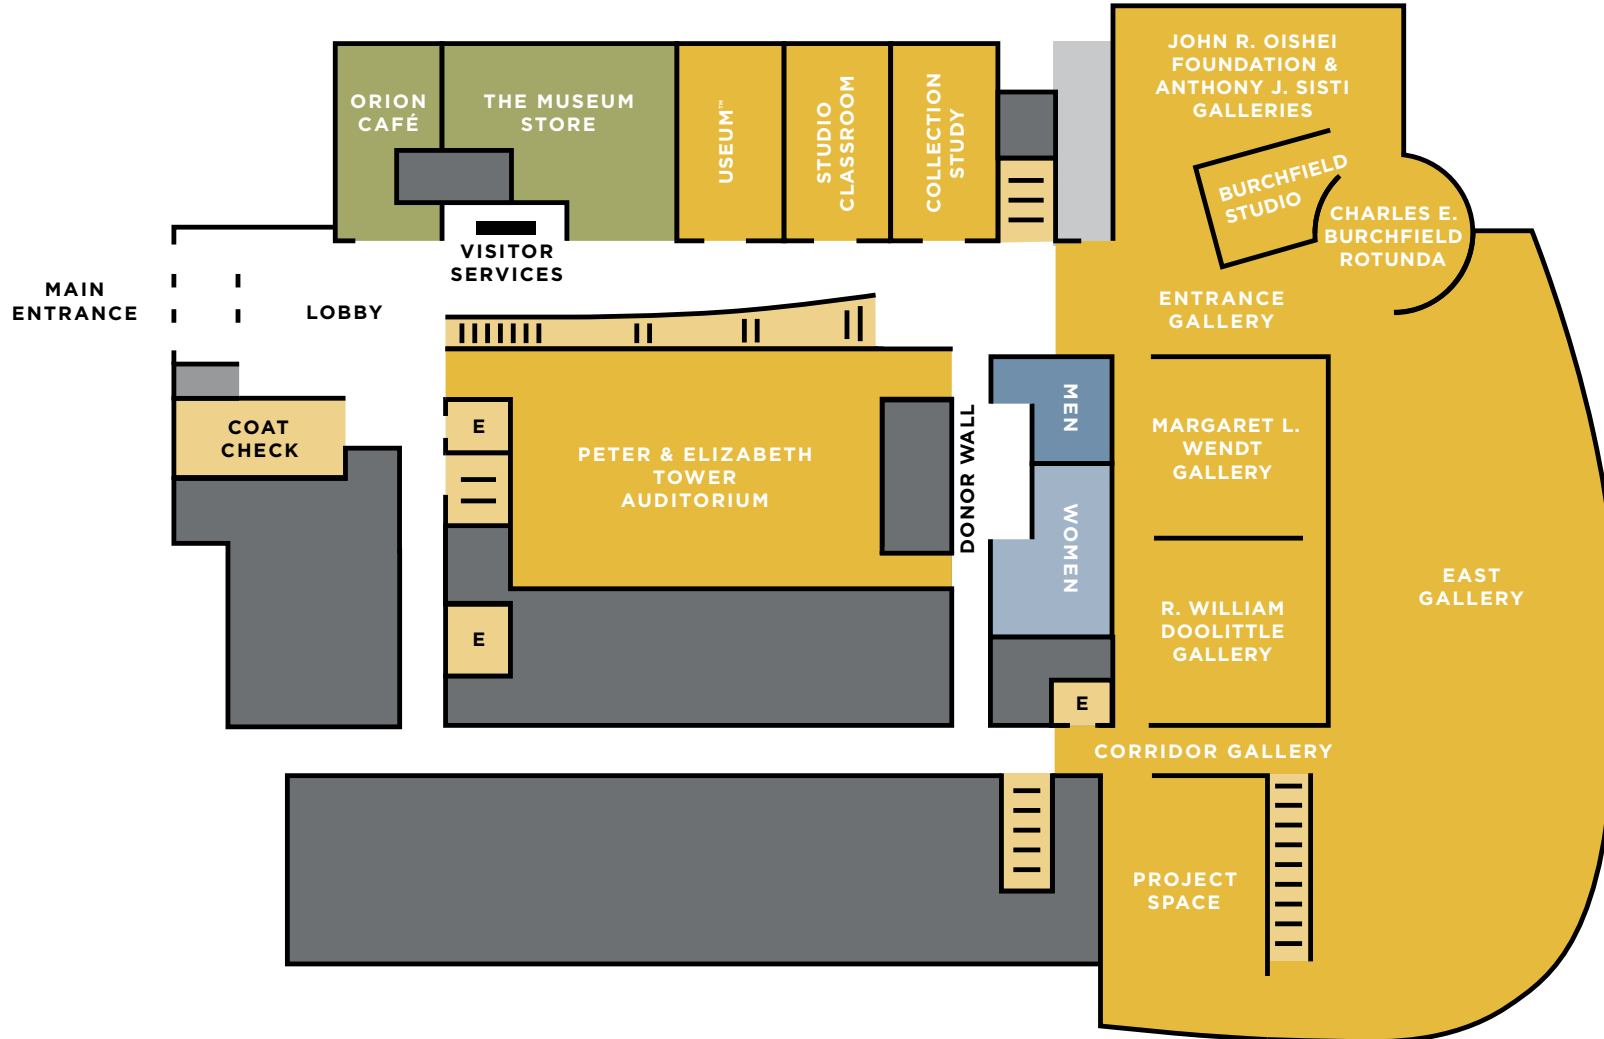 JOHN R. OISHEI
FOUNDATION &
ANTHONY J. SISTI
GALLERIES
ORION
CAFÉ
THE MUSEUM
STORE
USEUM™
STUDIO
CLASSROOM
COLLECTION
STUDY
BURCHFIELD
STUDIO
CHARLES E.
BURCHFIELD
ROTUNDA
VISITOR
SERVICES
MAIN
ENTRANCE
LOBBY
ENTRANCE
GALLERY
COAT
CHECK
E
PETER & ELIZABETH
TOWER
AUDITORIUM
DONOR WALL
MEN
MARGARET L.
WENDT
GALLERY
WOMEN
EAST
GALLERY
R. WILLIAM
DOOLITTLE
GALLERY
E
E
CORRIDOR GALLERY
PROJECT
SPACE